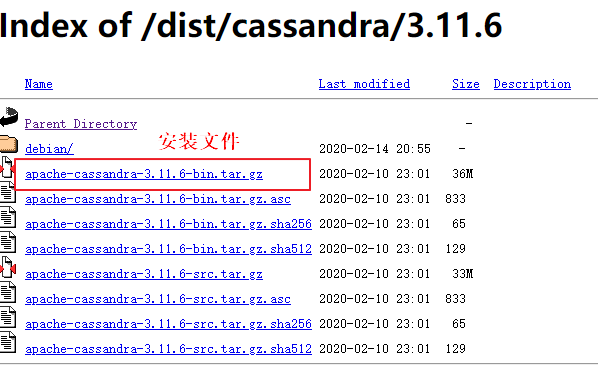 Index of /dist/cassandra/3.11.6
Name Last modified Size Description
Parent Directory -
安装文件
debian/ 2020-02-14 20:55 -
apache-cassandra-3.11.6-bin.tar.gz 2020-02-10 23:01 36M
apache-cassandra-3.11.6-bin.tar.gz.asc 2020-02-10 23:01 833
apache-cassandra-3.11.6-bin.tar.gz.sha256 2020-02-10 23:01 65
apache-cassandra-3.11.6-bin.tar.gz.sha512 2020-02-10 23:01 129
apache-cassandra-3.11.6-src.tar.gz 2020-02-10 23:01 33M
apache-cassandra-3.11.6-src.tar.gz.asc 2020-02-10 23:01 833
apache-cassandra-3.11.6-src.tar.gz.sha256 2020-02-10 23:01 65
apache-cassandra-3.11.6-src.tar.gz.sha512 2020-02-10 23:01 129